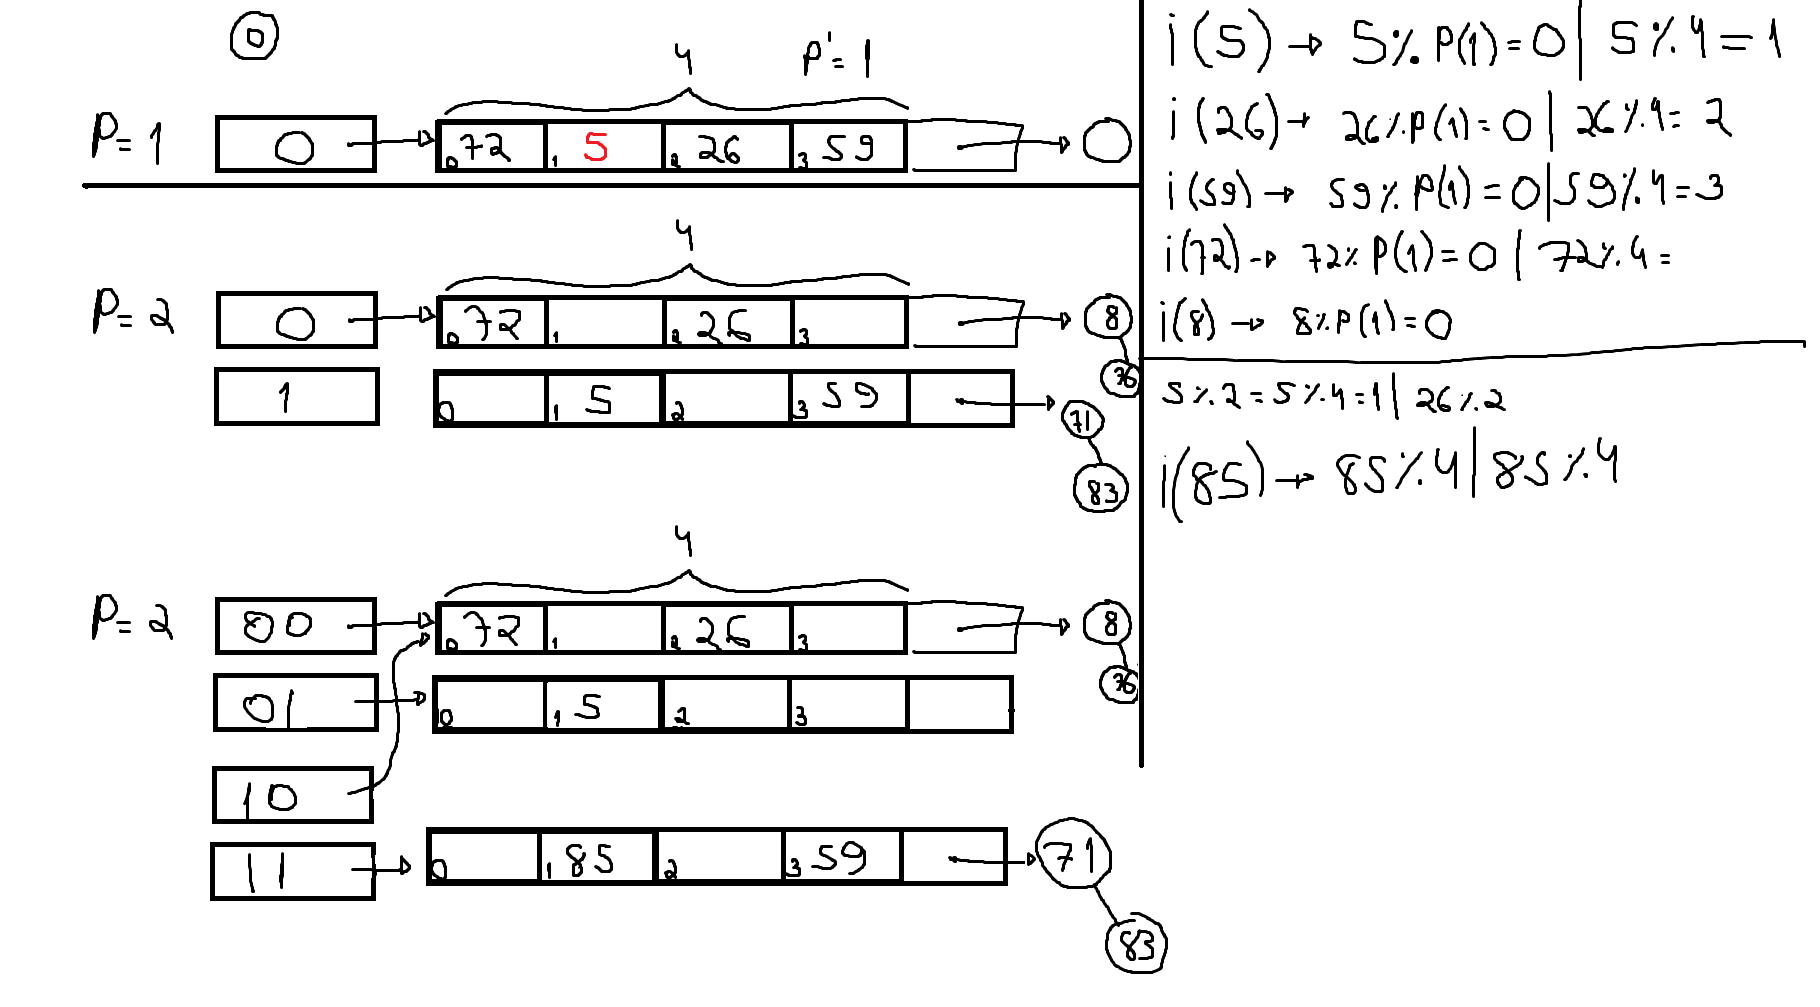 0
4 P'=1
P=1 0 0 72 1 5 2 26 3 59
4
P=2 0 0 72 1 2 26 3 8
36
1 0 1 5 2 3 59 71
83
4
P=2 00 0 72 1 2 26 3 8
36
01 0 1 5 2 3
10
11 0 1 85 2 3 59 71
83
i(5)→ 5%P(1)=0| 5%4=1
i(26)→ 26%P(1)=0| 26%4=2
i(59)→ 59%P(1)=0|59%4=3
i(72)→ 72%P(1)=0| 72%4=
i(8)→ 8%P(1)=0
5%2=5%4=1| 26%2
i(85)→ 85%4|85%4